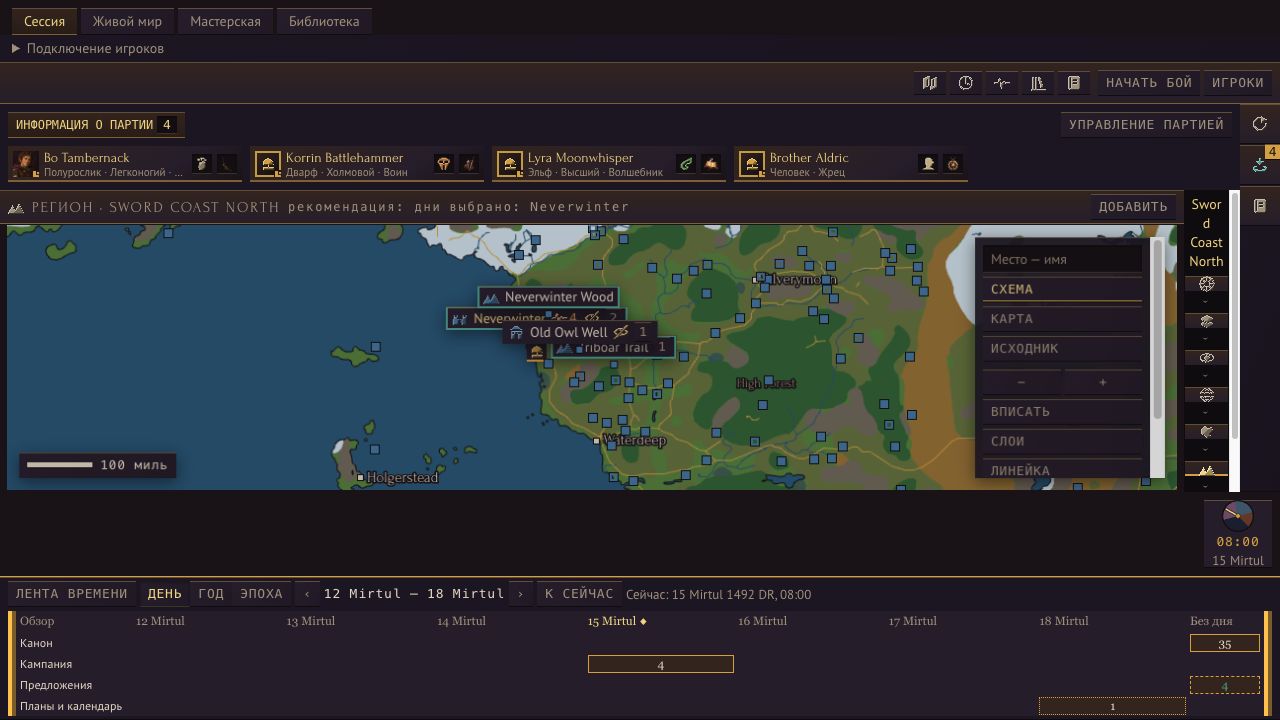 Сессия
Живой мир
Мастерская
Библиотека
Подключение игроков
НАЧАТЬ БОЙ
ИГРОКИ
ИНФОРМАЦИЯ О ПАРТИИ 4
УПРАВЛЕНИЕ ПАРТИЕЙ
4
Bo Tambernack
Полурослик · Легконогий · ...
Korrin Battlehammer
Дварф · Холмовой · Воин
Lyra Moonwhisper
Эльф · Высший · Волшебник
Brother Aldric
Человек · Жрец
РЕГИОН · SWORD COAST NORTH рекомендация: дни выбрано: Neverwinter
ДОБАВИТЬ
Swor
d
Coast
North
Место — имя
СХЕМА
КАРТА
ИСХОДНИК
− +
ВПИСАТЬ
СЛОИ
ЛИНЕЙКА
Neverwinter Wood
Neverwinter 4 2
Old Owl Well 1
Triboar Trail 1
Silverymoon
High Forest
Waterdeep
Holgerstead
100 миль
08:00
15 Mirtul
ЛЕНТА ВРЕМЕНИ
ДЕНЬ
ГОД
ЭПОХА
‹ 12 Mirtul — 18 Mirtul ›
К СЕЙЧАС
Сейчас: 15 Mirtul 1492 DR, 08:00
Обзор 12 Mirtul 13 Mirtul 14 Mirtul 15 Mirtul ♦ 16 Mirtul 17 Mirtul 18 Mirtul Без дня
Канон 35
Кампания 4
Предложения 4
Планы и календарь 1